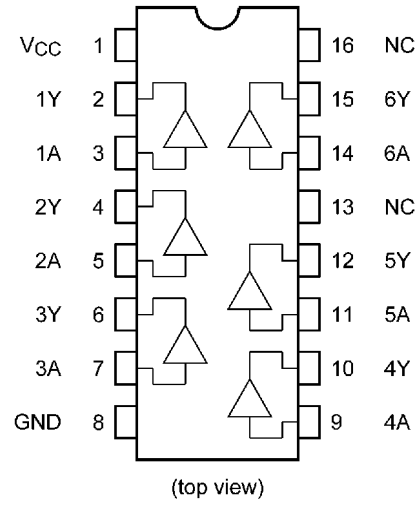 VCC 1 16 NC
1Y 2 15 6Y
1A 3 14 6A
2Y 4 13 NC
2A 5 12 5Y
3Y 6 11 5A
3A 7 10 4Y
GND 8 9 4A
(top view)